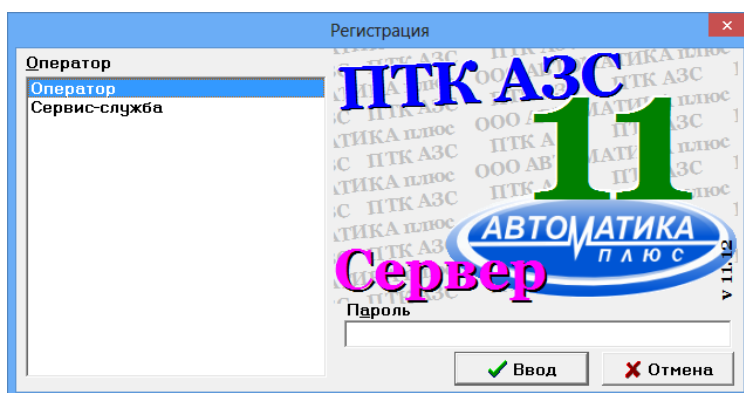 Регистрация
Оператор
Оператор
Сервис-служба
ПТК АЗС
11
АВТОМАТИКА
ПЛЮС
Сервер
v 11.12
Пароль
Ввод
Отмена